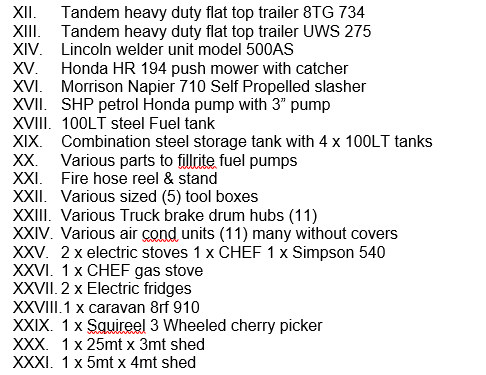 XII. Tandem heavy duty flat top trailer 8TG 734
XIII. Tandem heavy duty flat top trailer UWS 275
XIV. Lincoln welder unit model 500AS
XV. Honda HR 194 push mower with catcher
XVI. Morrison Napier 710 Self Propelled slasher
XVII. SHP petrol Honda pump with 3” pump
XVIII. 100LT steel Fuel tank
XIX. Combination steel storage tank with 4 x 100LT tanks
XX. Various parts to fillrite fuel pumps
XXI. Fire hose reel & stand
XXII. Various sized (5) tool boxes
XXIII. Various Truck brake drum hubs (11)
XXIV. Various air cond units (11) many without covers
XXV. 2 x electric stoves 1 x CHEF 1 x Simpson 540
XXVI. 1 x CHEF gas stove
XXVII. 2 x Electric fridges
XXVIII. 1 x caravan 8rf 910
XXIX. 1 x Squireel 3 Wheeled cherry picker
XXX. 1 x 25mt x 3mt shed
XXXI. 1 x 5mt x 4mt shed